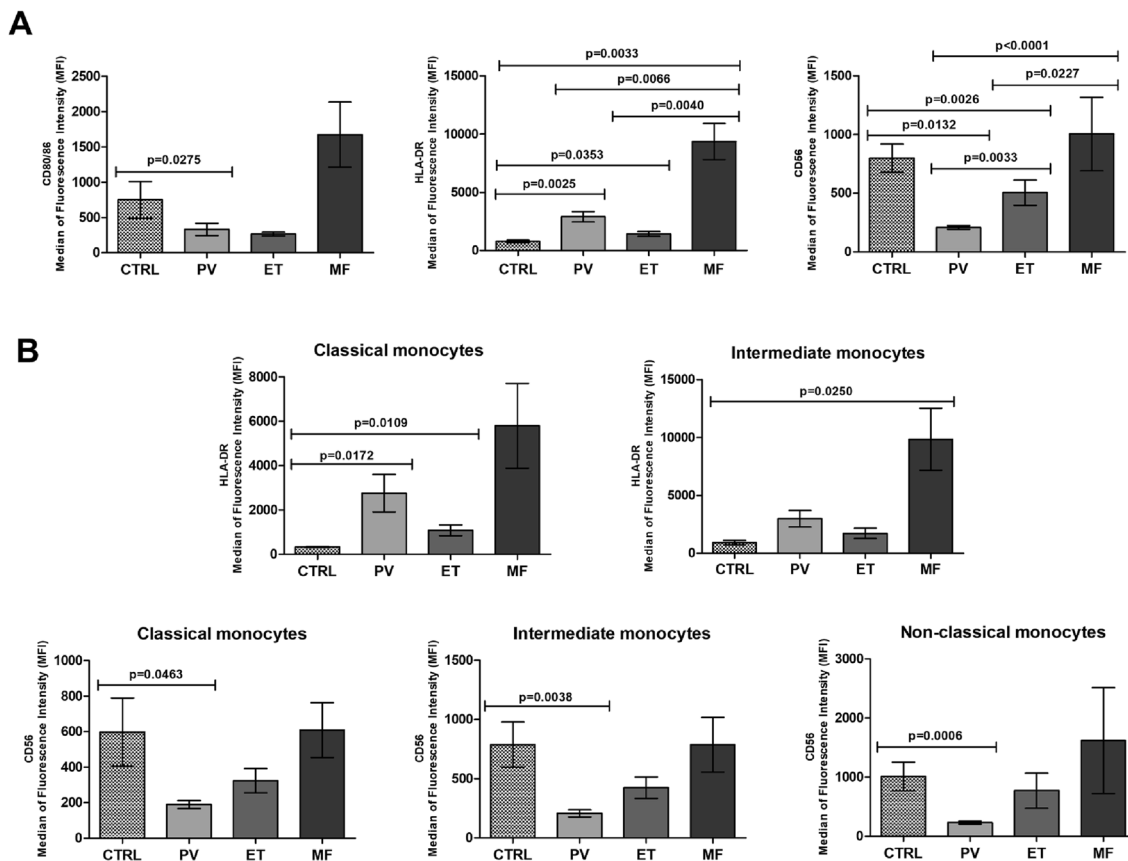 A
CD80/86
Median of Fluorescence Intensity (MFI)
2500
2000
1500
1000
500
0
p=0.0275
CTRL PV ET MF
HLA-DR
Median of Fluorescence Intensity (MFI)
15000
10000
5000
0
p=0.0033
p=0.0066
p=0.0040
p=0.0353
p=0.0025
CTRL PV ET MF
CD56
Median of Fluorescence Intensity (MFI)
1500
1000
500
0
p<0.0001
p=0.0227
p=0.0026
p=0.0132
p=0.0033
CTRL PV ET MF
B
Classical monocytes
HLA-DR
Median of Fluorescence Intensity (MFI)
8000
6000
4000
2000
0
p=0.0109
p=0.0172
CTRL PV ET MF
Intermediate monocytes
HLA-DR
Median of Fluorescence Intensity (MFI)
15000
10000
5000
0
p=0.0250
CTRL PV ET MF
Classical monocytes
CD56
Median of Fluorescence Intensity (MFI)
1000
800
600
400
200
0
p=0.0463
CTRL PV ET MF
Intermediate monocytes
CD56
Median of Fluorescence Intensity (MFI)
1500
1000
500
0
p=0.0038
CTRL PV ET MF
Non-classical monocytes
CD56
Median of Fluorescence Intensity (MFI)
3000
2000
1000
0
p=0.0006
CTRL PV ET MF